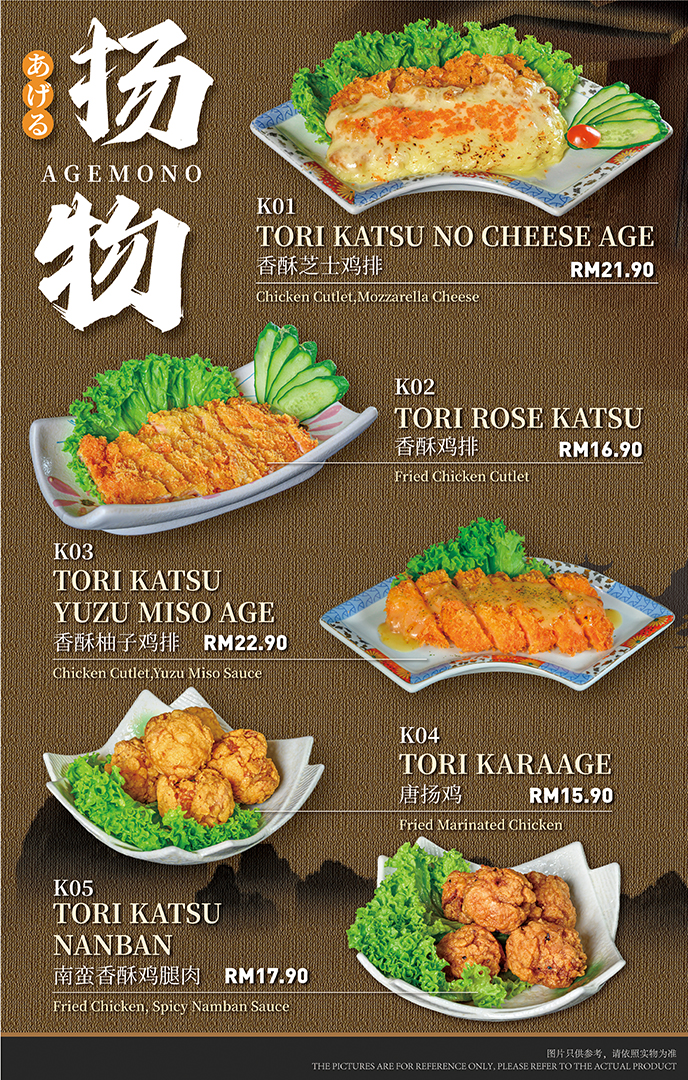 あげる
扬物
AGEMONO
K01
TORI KATSU NO CHEESE AGE
香酥芝士鸡排 RM21.90
Chicken Cutlet,Mozzarella Cheese
K02
TORI ROSE KATSU
香酥鸡排 RM16.90
Fried Chicken Cutlet
K03
TORI KATSU
YUZU MISO AGE
香酥柚子鸡排 RM22.90
Chicken Cutlet,Yuzu Miso Sauce
K04
TORI KARAAGE
唐扬鸡 RM15.90
Fried Marinated Chicken
K05
TORI KATSU
NANBAN
南蛮香酥鸡腿肉 RM17.90
Fried Chicken, Spicy Namban Sauce
图片只供参考，请依照实物为准
THE PICTURES ARE FOR REFERENCE ONLY, PLEASE REFER TO THE ACTUAL PRODUCT